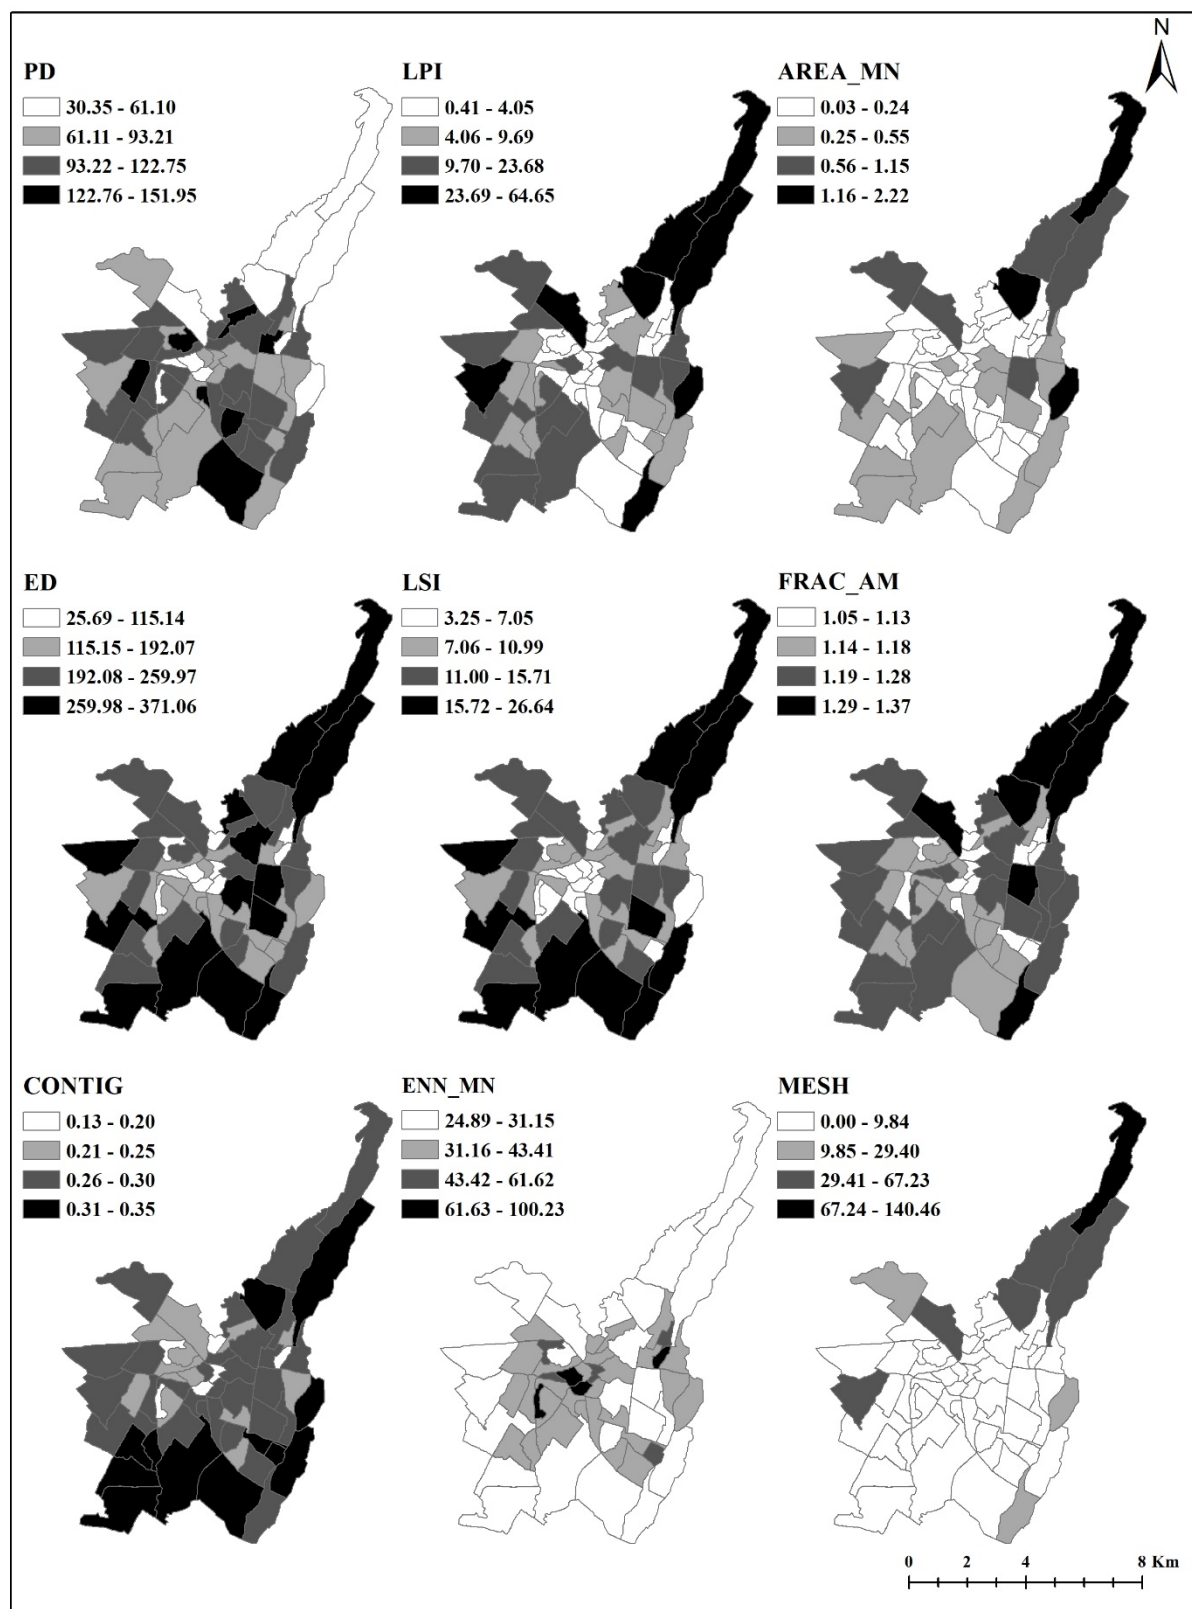 N
PD
30.35 - 61.10
61.11 - 93.21
93.22 - 122.75
122.76 - 151.95
LPI
0.41 - 4.05
4.06 - 9.69
9.70 - 23.68
23.69 - 64.65
AREA_MN
0.03 - 0.24
0.25 - 0.55
0.56 - 1.15
1.16 - 2.22
ED
25.69 - 115.14
115.15 - 192.07
192.08 - 259.97
259.98 - 371.06
LSI
3.25 - 7.05
7.06 - 10.99
11.00 - 15.71
15.72 - 26.64
FRAC_AM
1.05 - 1.13
1.14 - 1.18
1.19 - 1.28
1.29 - 1.37
CONTIG
0.13 - 0.20
0.21 - 0.25
0.26 - 0.30
0.31 - 0.35
ENN_MN
24.89 - 31.15
31.16 - 43.41
43.42 - 61.62
61.63 - 100.23
MESH
0.00 - 9.84
9.85 - 29.40
29.41 - 67.23
67.24 - 140.46
0 2 4 8 Km